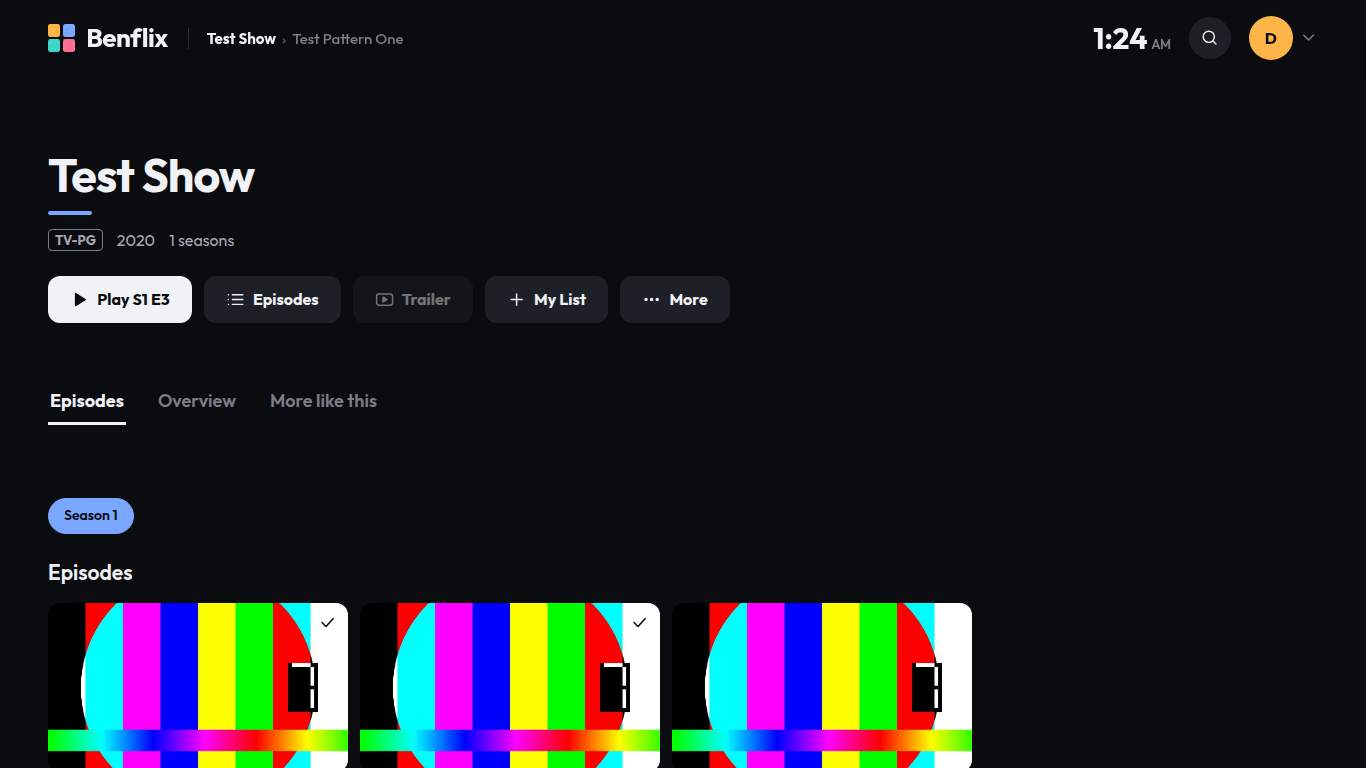 Benflix
Test Show › Test Pattern One
1:24 AM
D
Test Show
TV-PG 2020 1 seasons
Play S1 E3
Episodes
Trailer
My List
More
Episodes
Overview
More like this
Season 1
Episodes